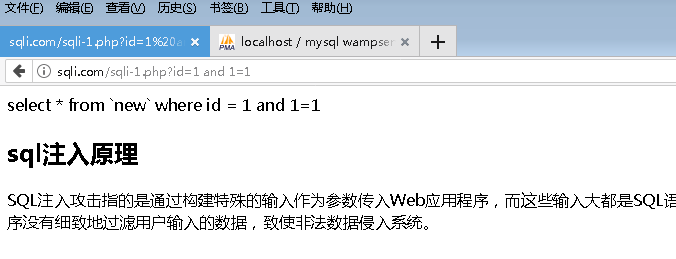 文件(F) 编辑(E) 查看(V) 历史(S) 书签(B) 工具(T) 帮助(H)
sqli.com/sqli-1.php?id=1%20a × PMA localhost / mysql wampser × +
sqli.com/sqli-1.php?id=1 and 1=1
select * from `new` where id = 1 and 1=1
sql注入原理
SQL注入攻击指的是通过构建特殊的输入作为参数传入Web应用程序，而这些输入大都是SQL语
序没有细致地过滤用户输入的数据，致使非法数据侵入系统。